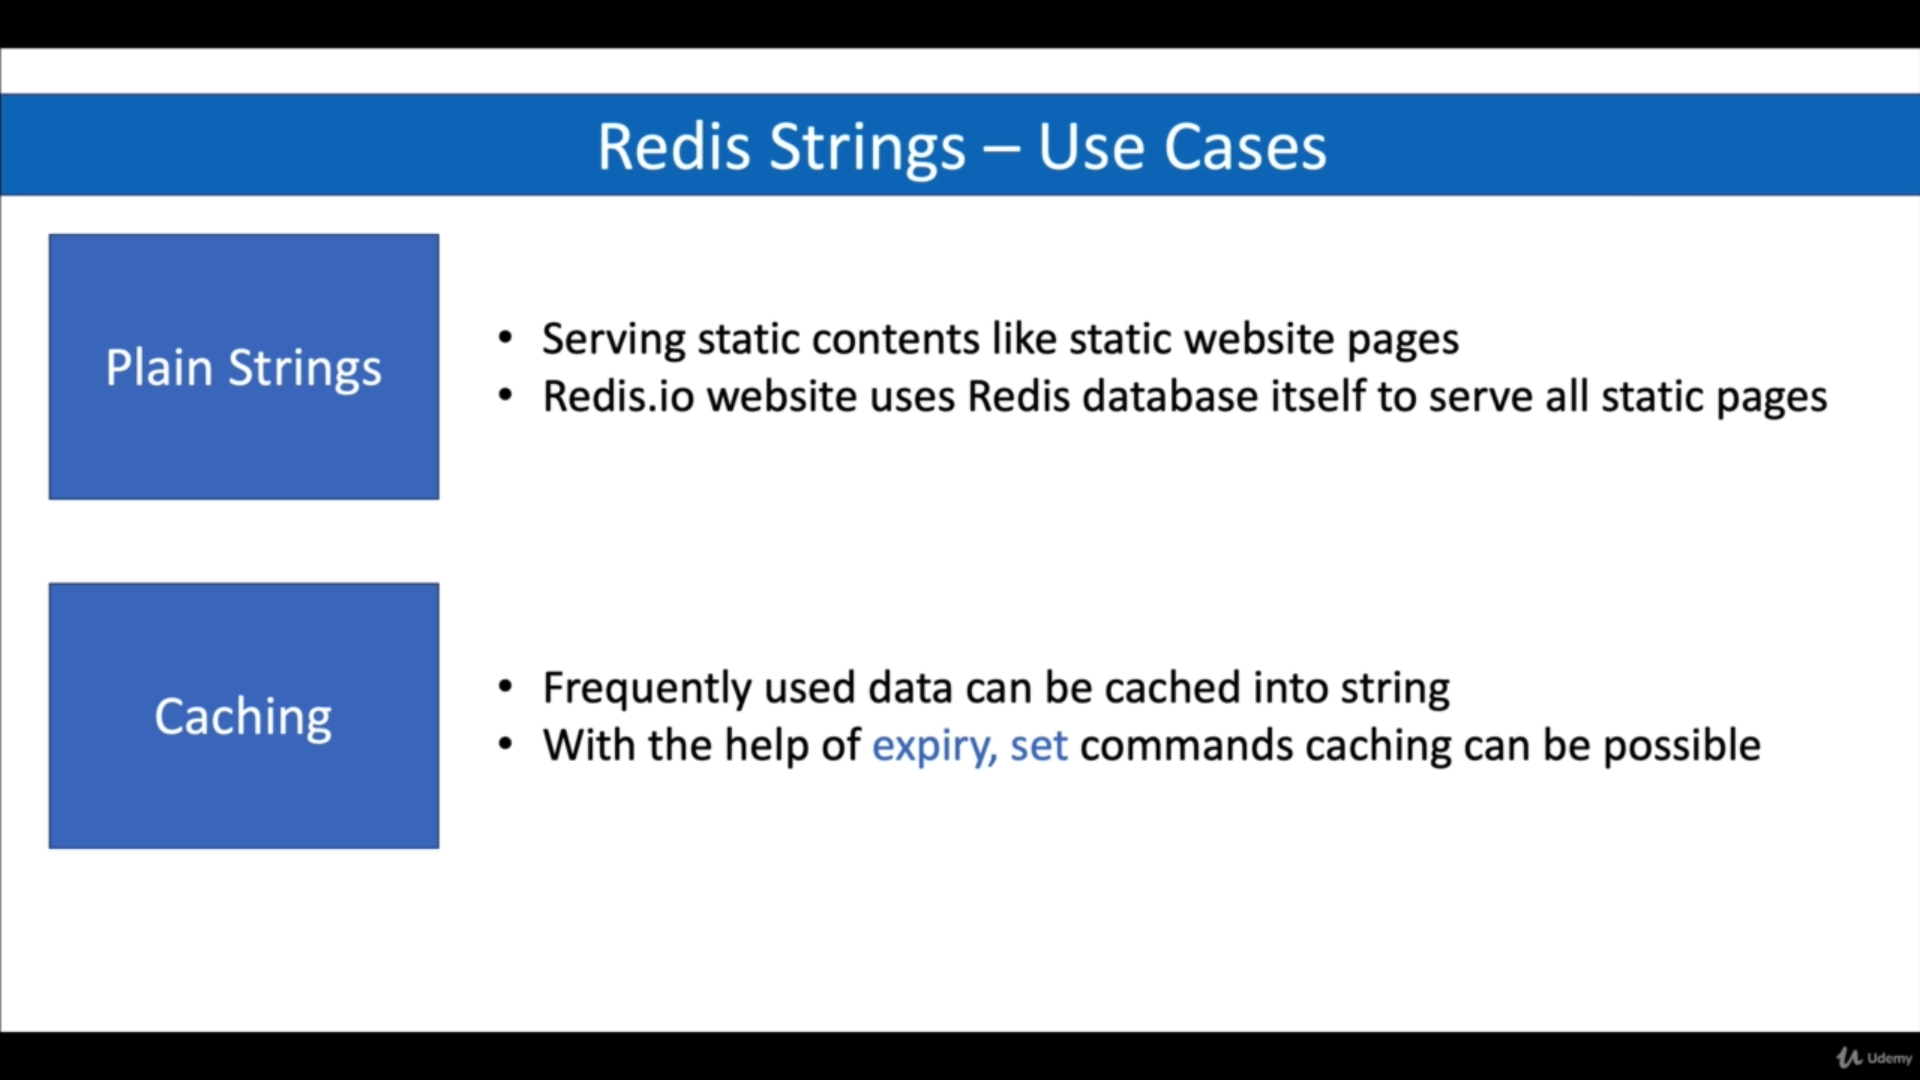 Redis Strings – Use Cases
Plain Strings
• Serving static contents like static website pages
• Redis.io website uses Redis database itself to serve all static pages
Caching
• Frequently used data can be cached into string
• With the help of expiry, set commands caching can be possible
Udemy